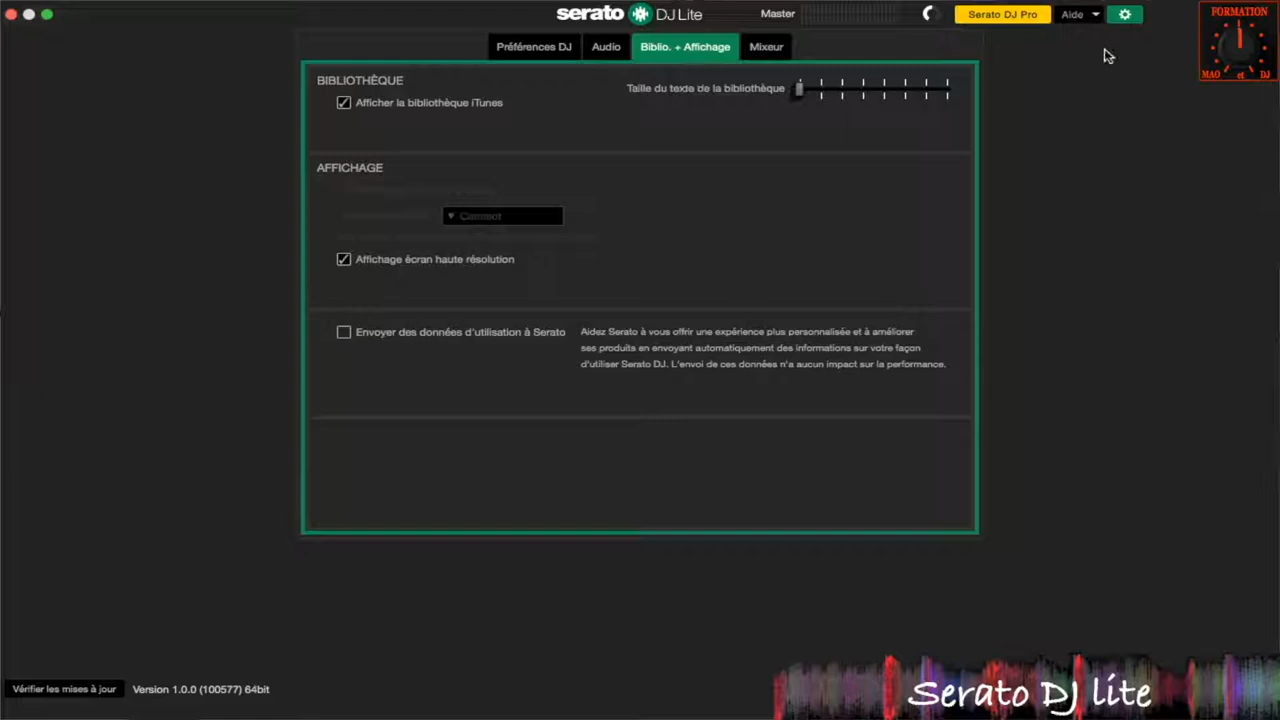 serato DJ Lite
Master
Serato DJ Pro
Aide
FORMATION
MAO et DJ
Préférences DJ
Audio
Biblio. + Affichage
Mixeur
BIBLIOTHÈQUE
Afficher la bibliothèque iTunes
Taille du texte de la bibliothèque
AFFICHAGE
Affichage écran haute résolution
Envoyer des données d'utilisation à Serato
Aidez Serato à vous offrir une expérience plus personnalisée et à améliorer
ses produits en envoyant automatiquement des informations sur votre façon
d'utiliser Serato DJ. L'envoi de ces données n'a aucun impact sur la performance.
Vérifier les mises à jour
Version 1.0.0 (100577) 64bit
Serato DJ lite